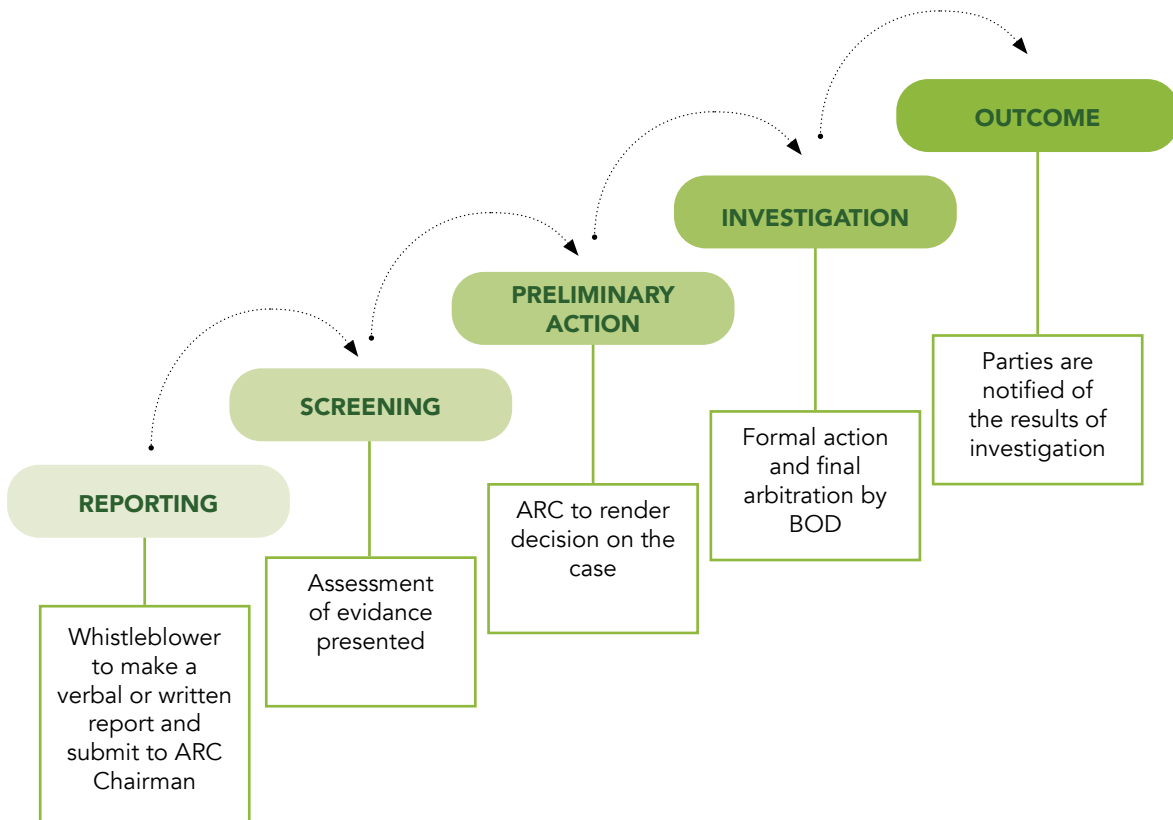 REPORTING
Whistleblower
to make a
verbal or written
report and
submit to ARC
Chairman
SCREENING
Assessment
of evidance
presented
PRELIMINARY
ACTION
ARC to render
decision on the
case
INVESTIGATION
Formal action
and final
arbitration by
BOD
OUTCOME
Parties are
notified of
the results of
investigation